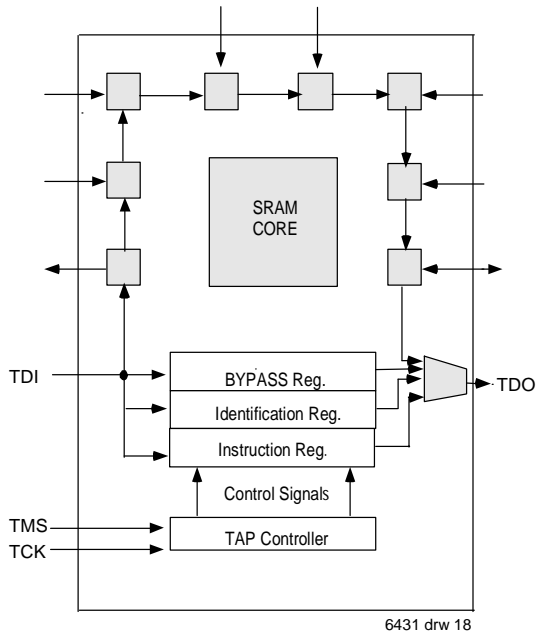 SRAM
CORE
TDI
BYPASS Reg.
TDO
Identification Reg.
Instruction Reg.
Control Signals
TMS
TAP Controller
TCK
6431 drw 18